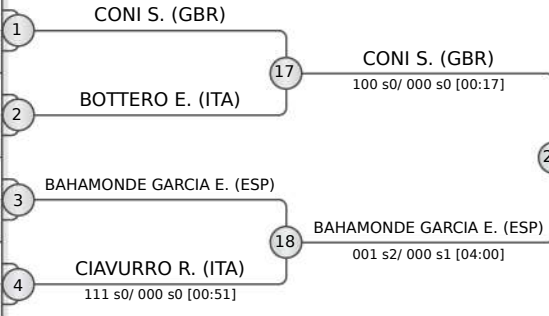 CONI S. (GBR)
1
17
CONI S. (GBR)
100 s0/ 000 s0 [00:17]
BOTTERO E. (ITA)
2
3
BAHAMONDE GARCIA E. (ESP)
18
BAHAMONDE GARCIA E. (ESP)
001 s2/ 000 s1 [04:00]
CIAVURRO R. (ITA)
4
111 s0/ 000 s0 [00:51]